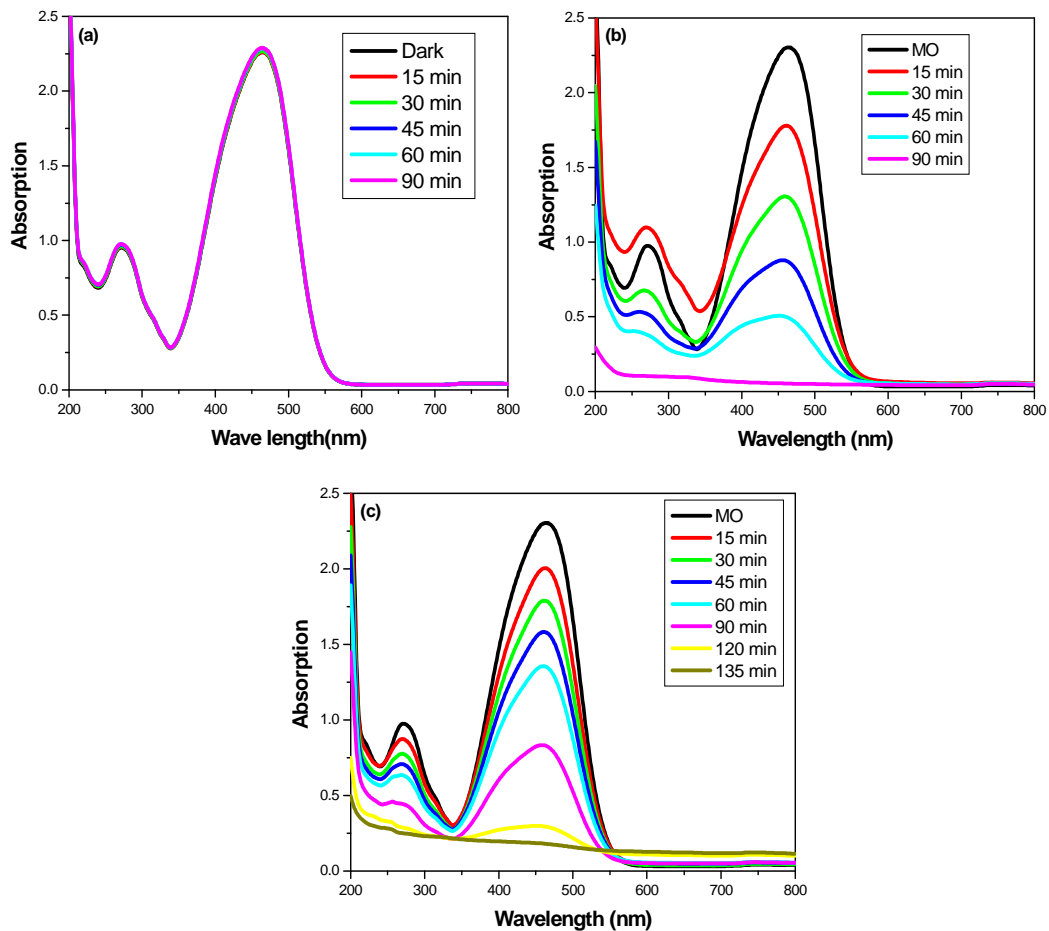 (a)
Dark
15 min
30 min
45 min
60 min
90 min
2.5
2.0
1.5
1.0
0.5
0.0
Absorption
200 300 400 500 600 700 800
Wave length(nm)
(b)
MO
15 min
30 min
45 min
60 min
90 min
2.5
2.0
1.5
1.0
0.5
0.0
Absorption
200 300 400 500 600 700 800
Wavelength (nm)
(c)
MO
15 min
30 min
45 min
60 min
90 min
120 min
135 min
2.5
2.0
1.5
1.0
0.5
0.0
Absorption
200 300 400 500 600 700 800
Wavelength (nm)